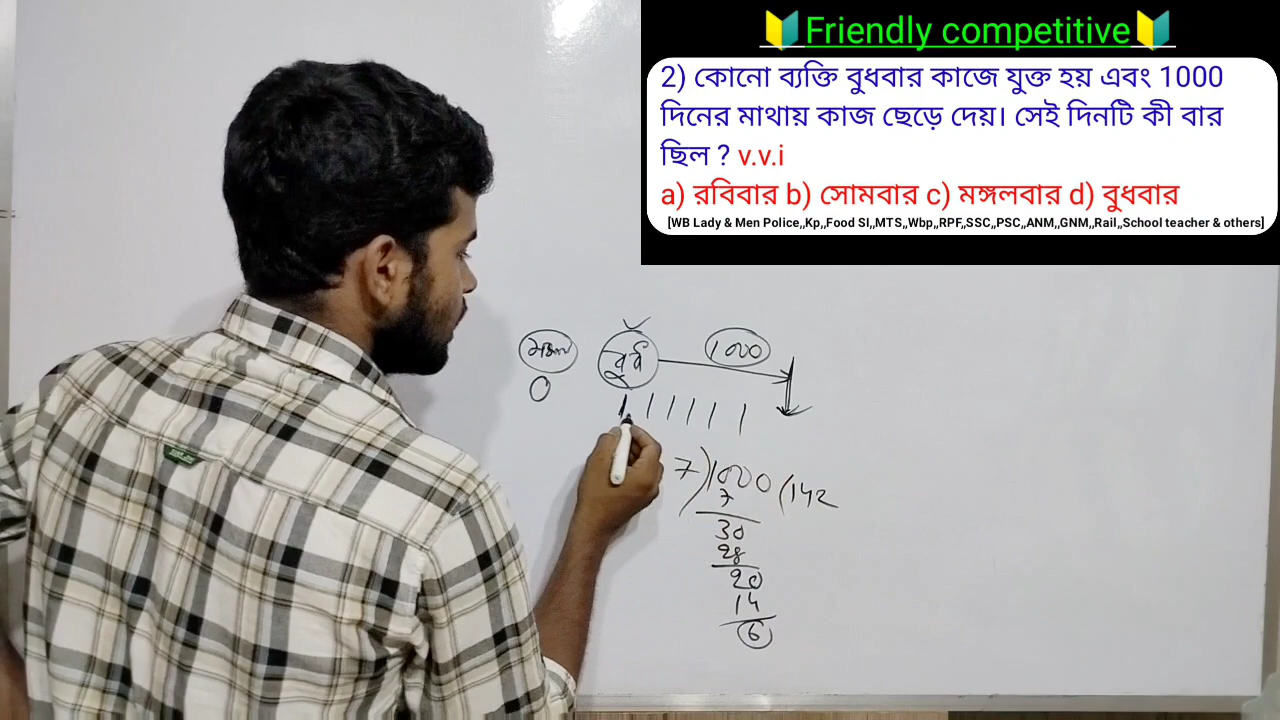 🔰Friendly competitive🔰
2) কোনো ব্যক্তি বুধবার কাজে যুক্ত হয় এবং 1000
দিনের মাথায় কাজ ছেড়ে দেয়। সেই দিনটি কী বার
ছিল ? v.v.i
a) রবিবার b) সোমবার c) মঙ্গলবার d) বুধবার
[WB Lady & Men Police,,Kp,,Food SI,,MTS,,Wbp,,RPF,,SSC,,PSC,,ANM,,GNM,,Rail,,School teacher & others]
মঙ্গল বুধ 1000
0
7)1000(142
7
30
28
20
14
6